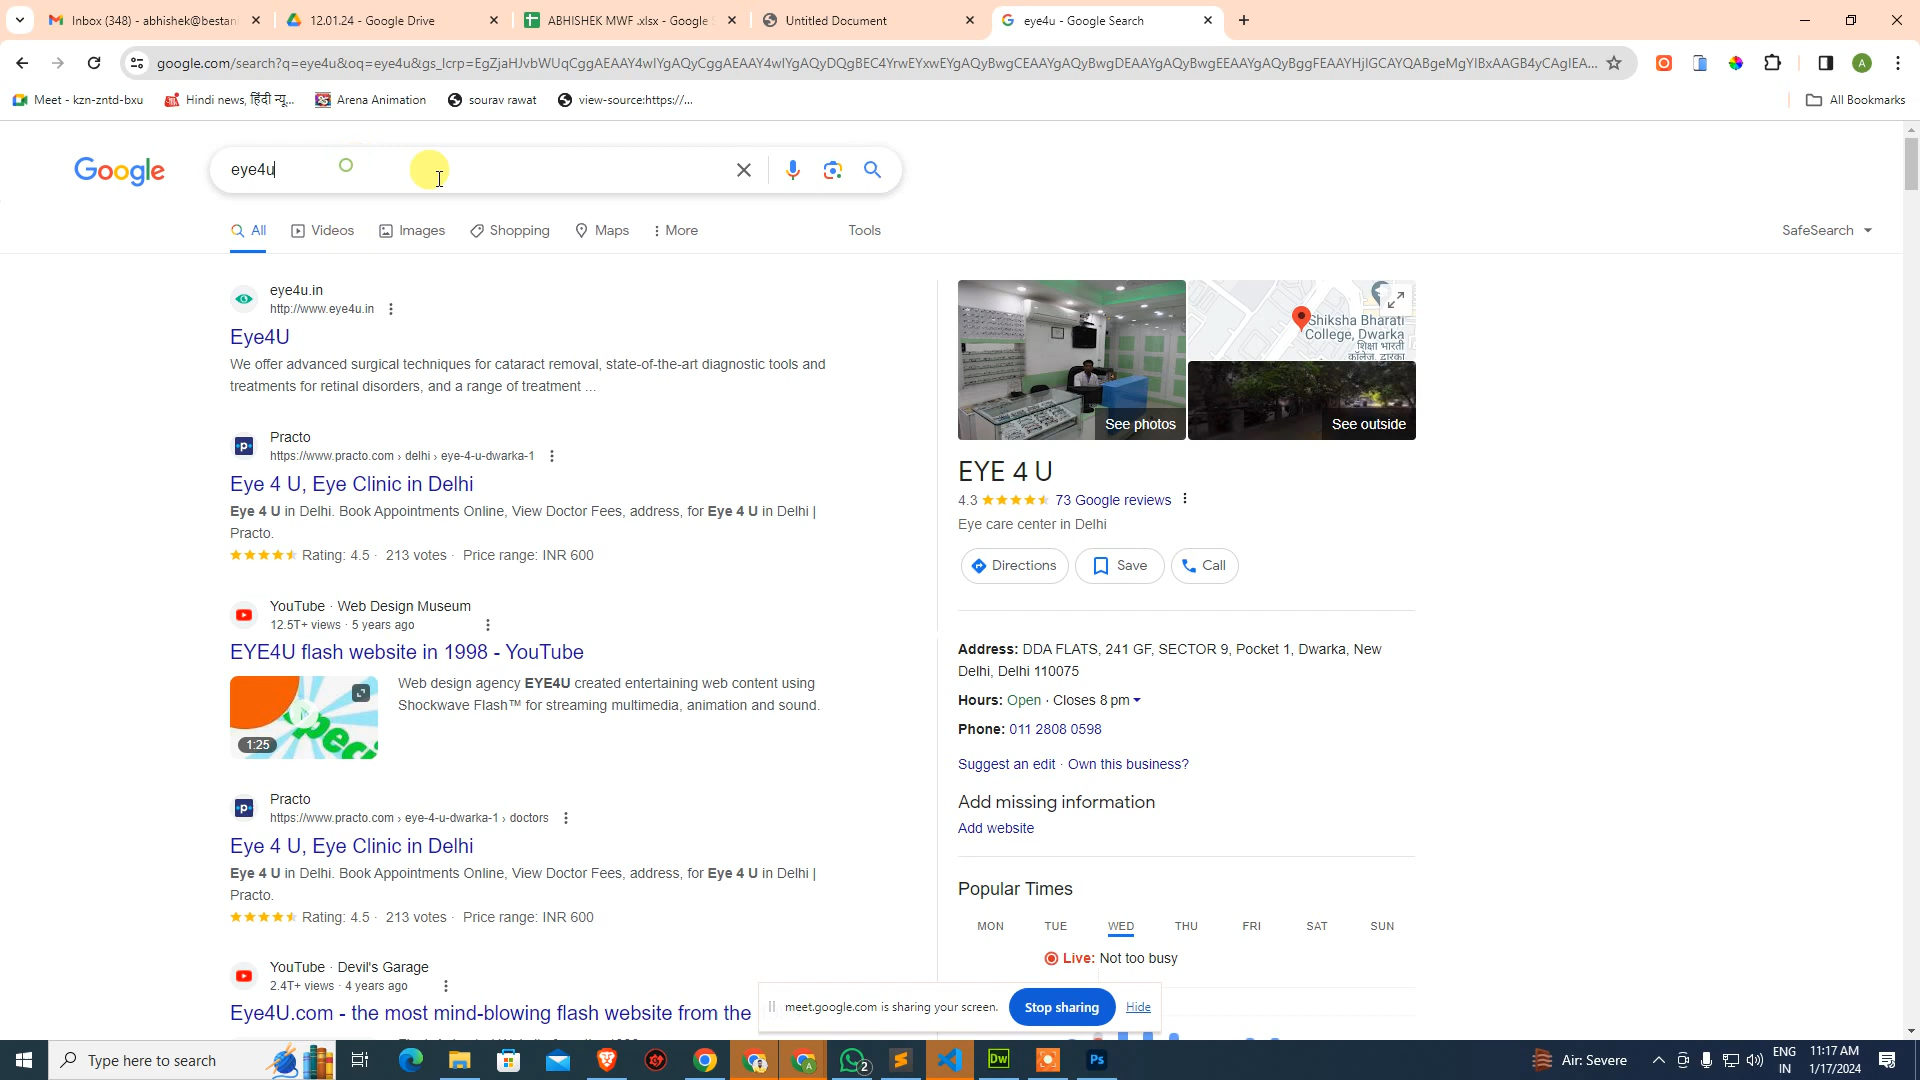 Inbox (348) - abhishek@bestan
12.01.24 - Google Drive
ABHISHEK MWF .xlsx - Google S
Untitled Document
eye4u - Google Search
google.com/search?q=eye4u&oq=eye4u&gs_lcrp=EgZjaHJvbWUqCggAEAAY4wIYgAQyCggAEAAY4wIYgAQyDQgBEC4YrwEYxwEYgAQyBwgCEAAYgAQyBwgDEAAYgAQyBwgEEAAYgAQyBggFEAAYHjIGCAYQABgeMgYIBxAAGB4yCAgIEA...
Meet - kzn-zntd-bxu
Hindi news, हिंदी न्यू...
Arena Animation
sourav rawat
view-source:https://...
All Bookmarks
Google
eye4u
All
Videos
Images
Shopping
Maps
More
Tools
SafeSearch
eye4u.in
http://www.eye4u.in
Eye4U
We offer advanced surgical techniques for cataract removal, state-of-the-art diagnostic tools and
treatments for retinal disorders, and a range of treatment ...
Practo
https://www.practo.com › delhi › eye-4-u-dwarka-1
Eye 4 U, Eye Clinic in Delhi
Eye 4 U in Delhi. Book Appointments Online, View Doctor Fees, address, for Eye 4 U in Delhi |
Practo.
Rating: 4.5 · 213 votes · Price range: INR 600
YouTube · Web Design Museum
12.5T+ views · 5 years ago
EYE4U flash website in 1998 - YouTube
1:25
Web design agency EYE4U created entertaining web content using
Shockwave Flash™ for streaming multimedia, animation and sound.
Practo
https://www.practo.com › eye-4-u-dwarka-1 › doctors
Eye 4 U, Eye Clinic in Delhi
Eye 4 U in Delhi. Book Appointments Online, View Doctor Fees, address, for Eye 4 U in Delhi |
Practo.
Rating: 4.5 · 213 votes · Price range: INR 600
YouTube · Devil's Garage
2.4T+ views · 4 years ago
Eye4U.com - the most mind-blowing flash website from the
See photos
Shiksha Bharati
College, Dwarka
शिक्षा भारती
कॉलेज, द्वारका
See outside
EYE 4 U
4.3 73 Google reviews
Eye care center in Delhi
Directions
Save
Call
Address: DDA FLATS, 241 GF, SECTOR 9, Pocket 1, Dwarka, New
Delhi, Delhi 110075
Hours: Open · Closes 8 pm
Phone: 011 2808 0598
Suggest an edit · Own this business?
Add missing information
Add website
Popular Times
MON TUE WED THU FRI SAT SUN
Live: Not too busy
meet.google.com is sharing your screen.
Stop sharing
Hide
Type here to search
2
Dw
Ps
Air: Severe
ENG
IN
11:17 AM
1/17/2024